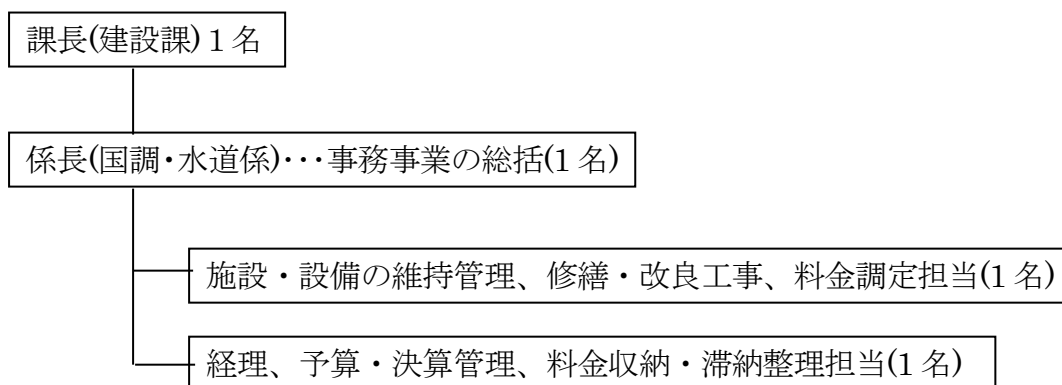 課長(建設課)１名
係長(国調・水道係)・・・事務事業の総括(1 名)
施設・設備の維持管理、修繕・改良工事、料金調定担当(1 名)
経理、予算・決算管理、料金収納・滞納整理担当(1 名)